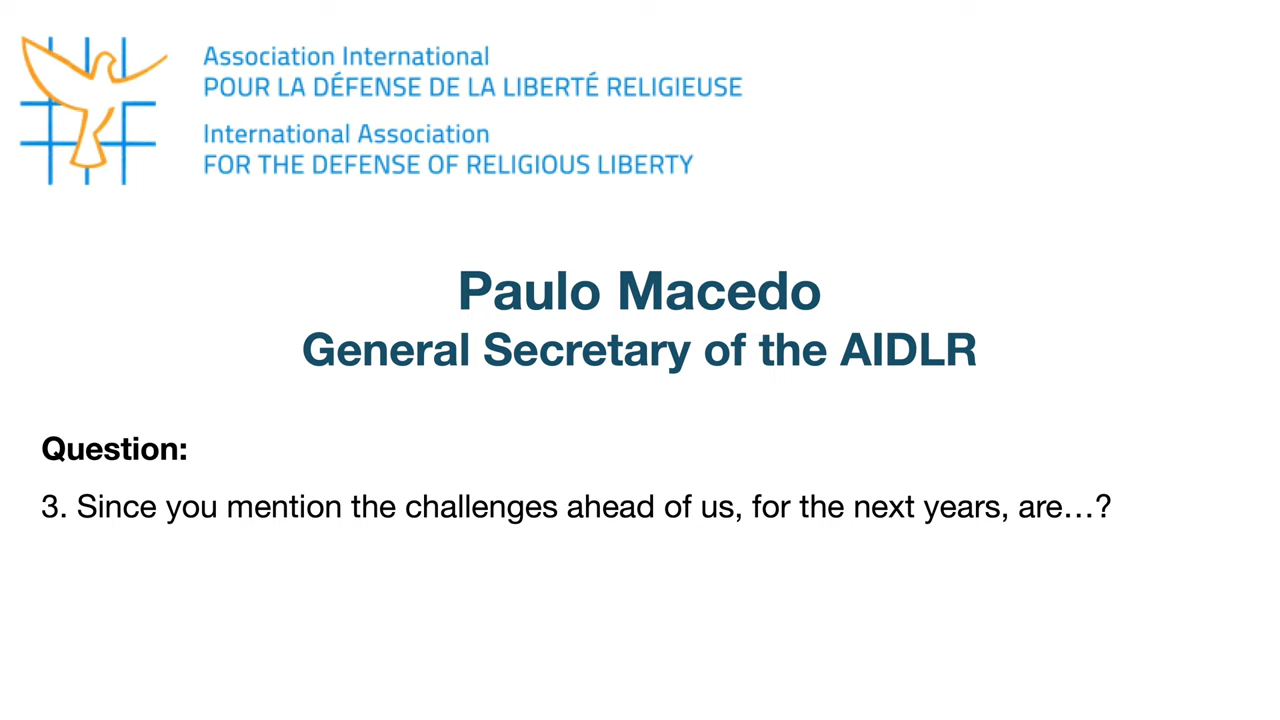 Association International
POUR LA DÉFENSE DE LA LIBERTÉ RELIGIEUSE
International Association
FOR THE DEFENSE OF RELIGIOUS LIBERTY
Paulo Macedo
General Secretary of the AIDLR
Question:
3. Since you mention the challenges ahead of us, for the next years, are…?